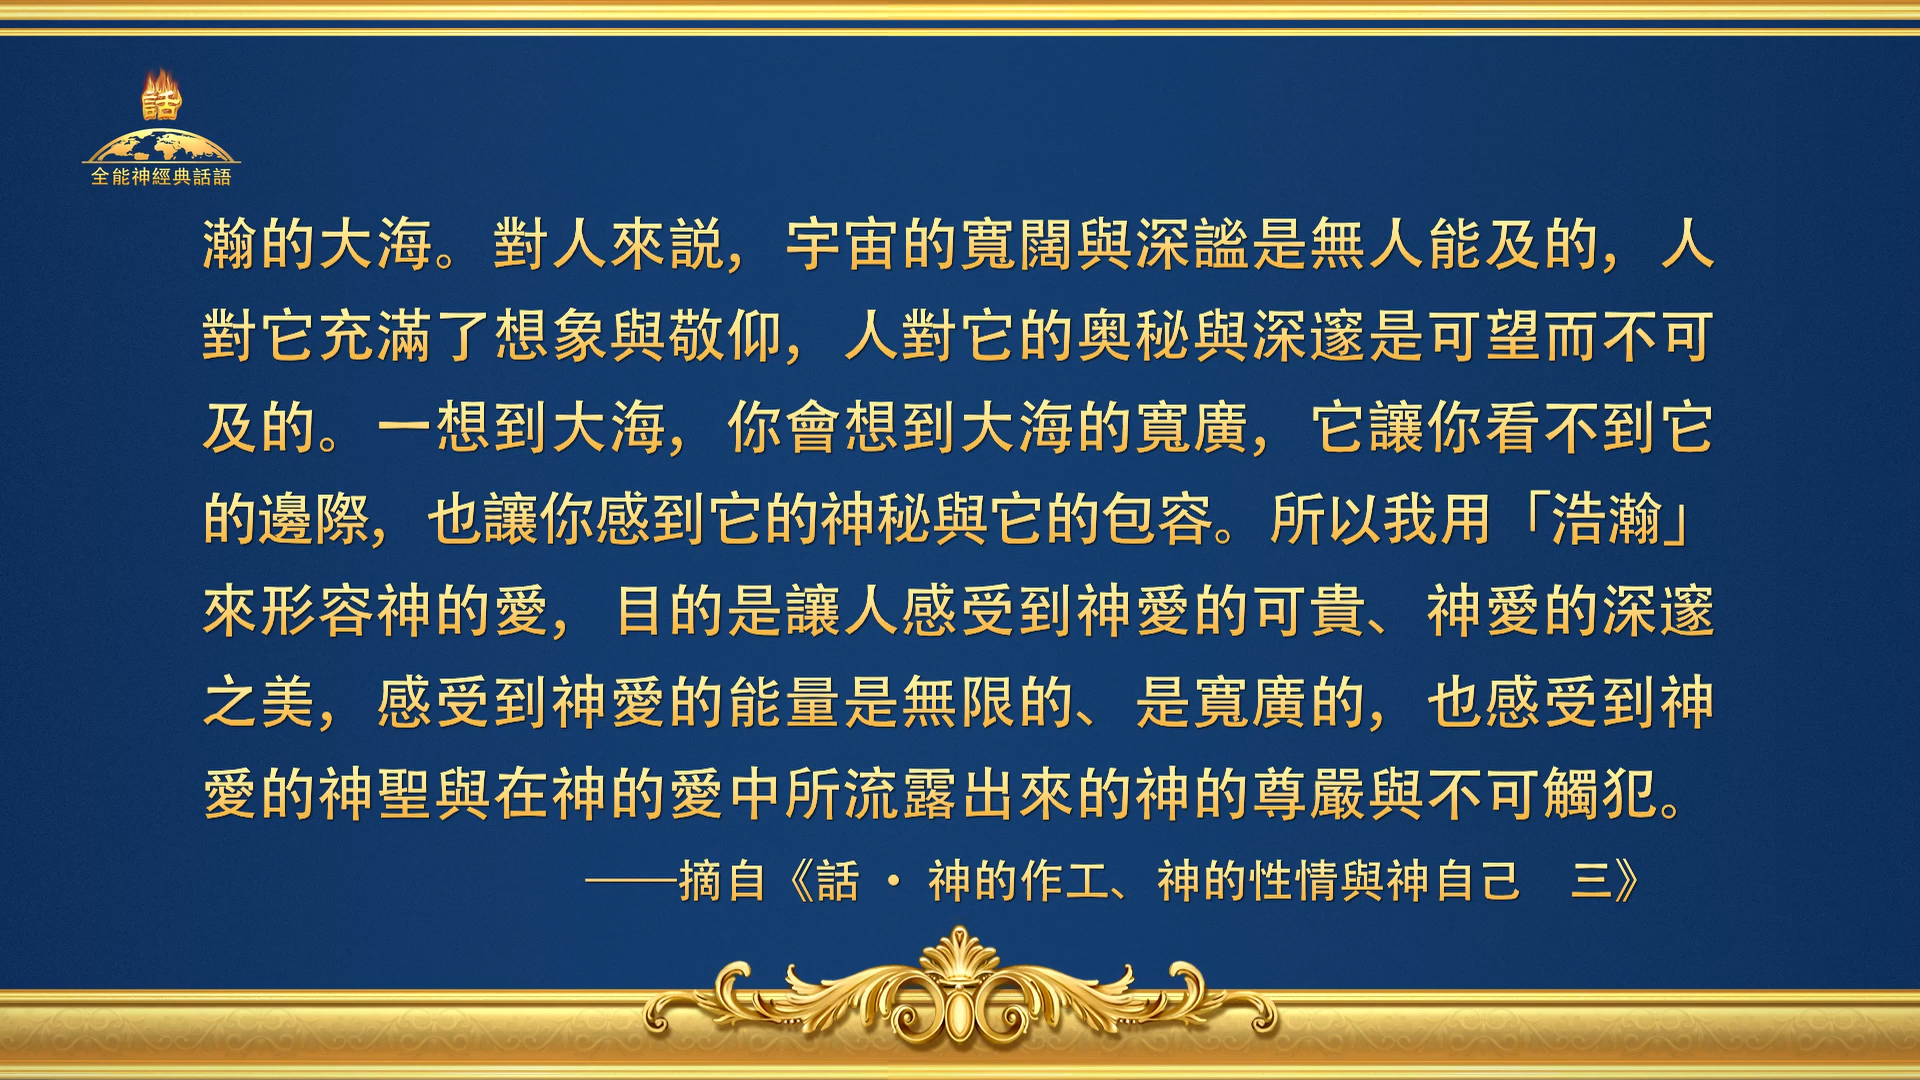 話
全能神經典話語
瀚的大海。對人來説，宇宙的寬闊與深謐是無人能及的，人
對它充滿了想象與敬仰，人對它的奥秘與深邃是可望而不可
及的。一想到大海，你會想到大海的寬廣，它讓你看不到它
的邊際，也讓你感到它的神秘與它的包容。所以我用「浩瀚」
來形容神的愛，目的是讓人感受到神愛的可貴、神愛的深邃
之美，感受到神愛的能量是無限的、是寬廣的，也感受到神
愛的神聖與在神的愛中所流露出來的神的尊嚴與不可觸犯。
——摘自《話・神的作工、神的性情與神自己　三》